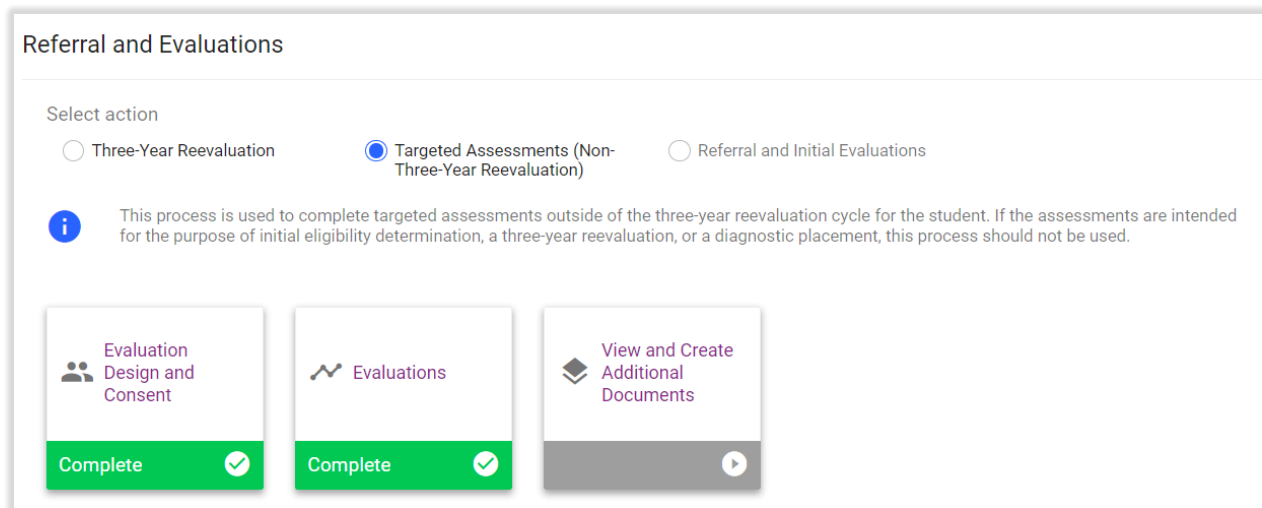 Referral and Evaluations
Select action
Three-Year Reevaluation
Targeted Assessments (Non-
Three-Year Reevaluation)
Referral and Initial Evaluations
This process is used to complete targeted assessments outside of the three-year reevaluation cycle for the student. If the assessments are intended
for the purpose of initial eligibility determination, a three-year reevaluation, or a diagnostic placement, this process should not be used.
Evaluation
Design and
Consent
Complete
Evaluations
Complete
View and Create
Additional
Documents